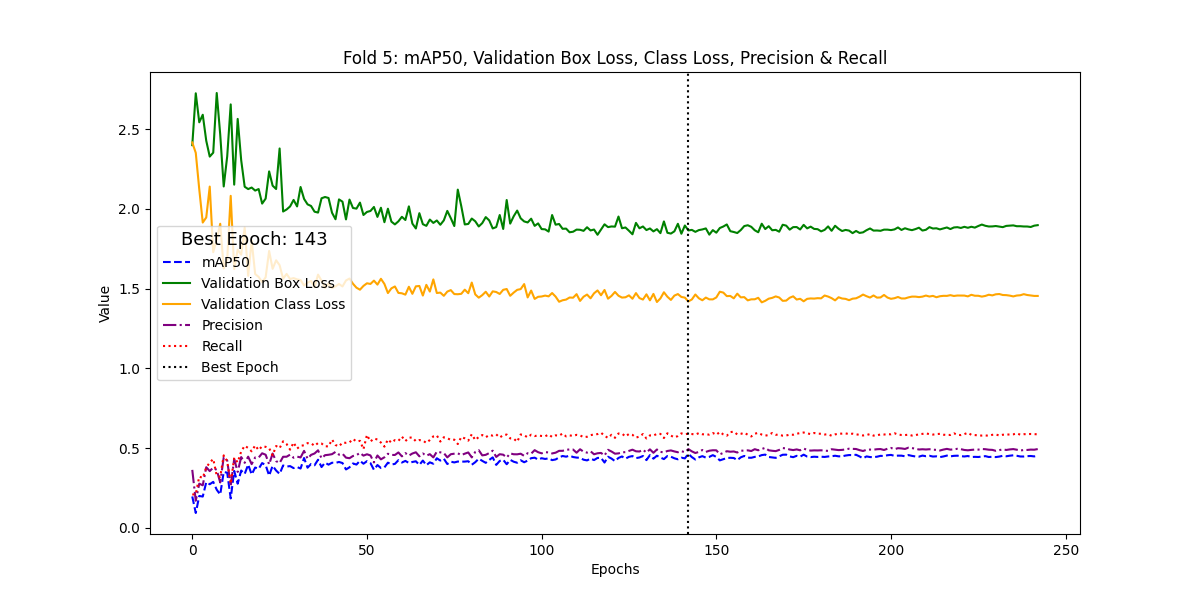 Fold 5: mAP50, Validation Box Loss, Class Loss, Precision & Recall
2.5
2.0
1.5
1.0
0.5
0.0
Value
Best Epoch: 143
mAP50
Validation Box Loss
Validation Class Loss
Precision
Recall
Best Epoch
0
50
100
150
200
250
Epochs